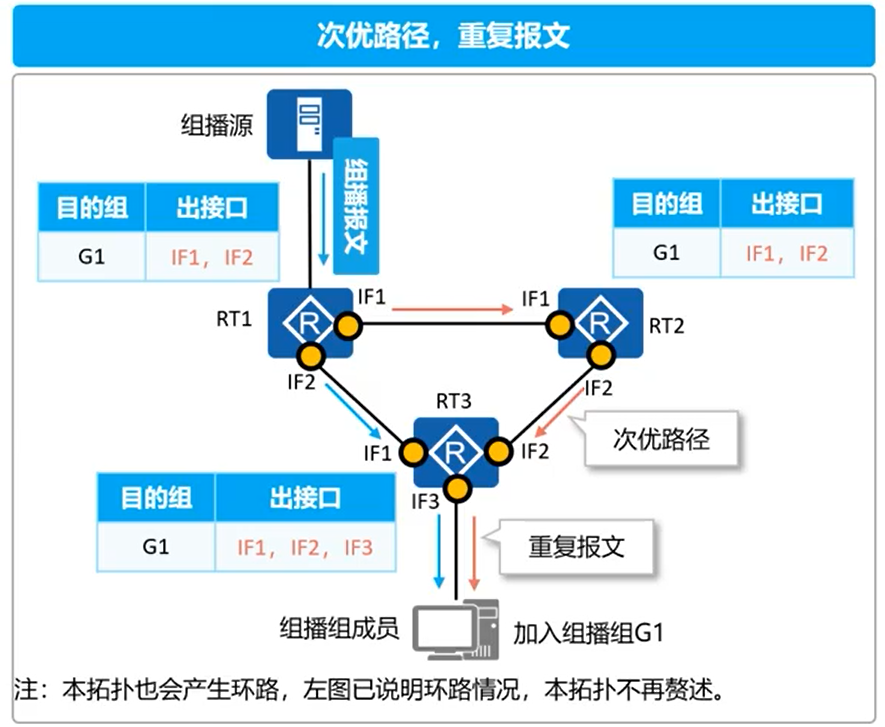 次优路径，重复报文
组播源
组播报文
目的组 出接口
G1 IF1，IF2
目的组 出接口
G1 IF1，IF2
RT1
R
IF1
IF1
R
RT2
IF2
IF2
RT3
次优路径
IF1
R
IF2
IF3
目的组 出接口
G1 IF1，IF2，IF3
重复报文
组播组成员
加入组播组G1
注：本拓扑也会产生环路，左图已说明环路情况，本拓扑不再赘述。